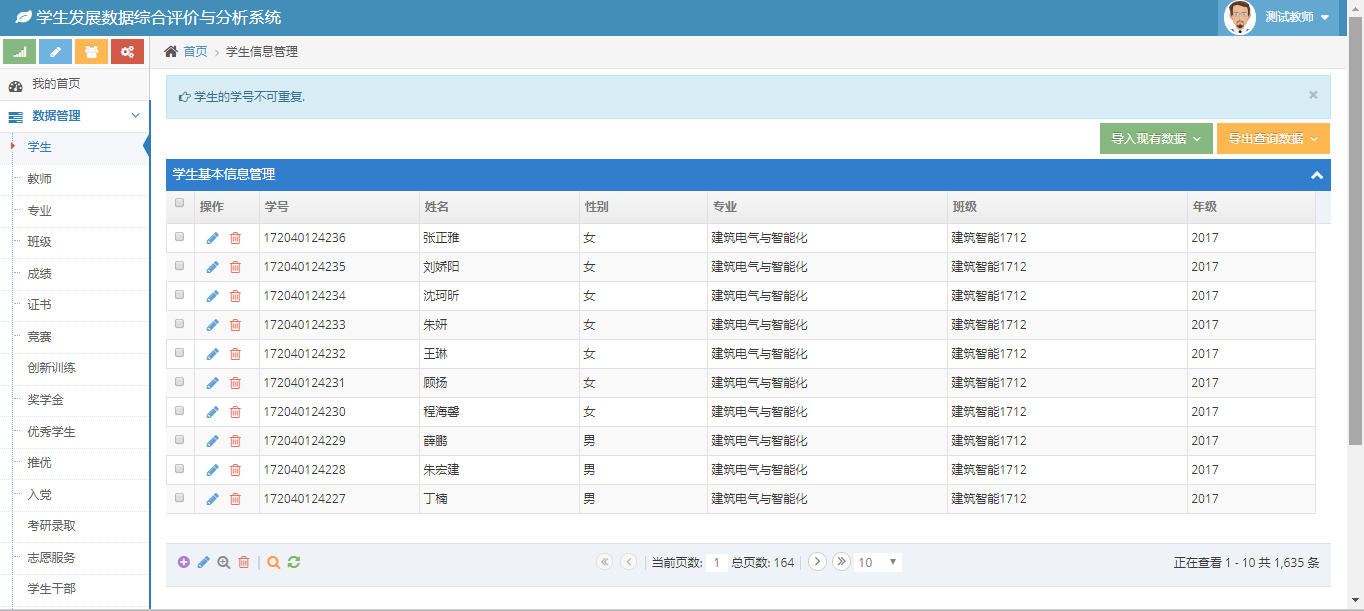 学生发展数据综合评价与分析系统
测试教师
首页 > 学生信息管理
我的首页
数据管理
学生
教师
专业
班级
成绩
证书
竞赛
创新训练
奖学金
优秀学生
推优
入党
考研录取
志愿服务
学生干部
学生的学号不可重复.
导入现有数据
导出查询数据
学生基本信息管理
操作 学号 姓名 性别 专业 班级 年级
172040124236 张正雅 女 建筑电气与智能化 建筑智能1712 2017
172040124235 刘娇阳 女 建筑电气与智能化 建筑智能1712 2017
172040124234 沈珂昕 女 建筑电气与智能化 建筑智能1712 2017
172040124233 朱妍 女 建筑电气与智能化 建筑智能1712 2017
172040124232 王琳 女 建筑电气与智能化 建筑智能1712 2017
172040124231 顾扬 女 建筑电气与智能化 建筑智能1712 2017
172040124230 程海馨 女 建筑电气与智能化 建筑智能1712 2017
172040124229 薛鹏 男 建筑电气与智能化 建筑智能1712 2017
172040124228 朱宏建 男 建筑电气与智能化 建筑智能1712 2017
172040124227 丁楠 男 建筑电气与智能化 建筑智能1712 2017
当前页数: 1 总页数: 164 10 正在查看 1 - 10 共 1,635 条